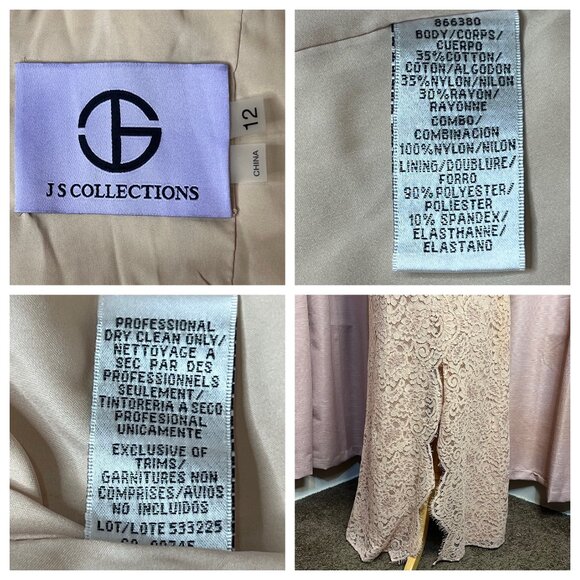 J S COLLECTIONS
12
CHINA
866380
BODY/CORPS/
CUERPO
35%COTTON/
COTON/ALGODON
35%NYLON/NILON
30%RAYON/
RAYONNE
COMBO/
COMBINACION
100%NYLON/NILON
LINING/DOUBLURE/
FORRO
90%POLYESTER/
POLIESTER
10% SPANDEX/
ELASTHANNE/
ELASTANO
PROFESSIONAL
DRY CLEAN ONLY/
NETTOYAGE A
SEC PAR DES
PROFESSIONNELS
SEULEMENT/
TINTORERIA A SECO
PROFESIONAL
UNICAMENTE
EXCLUSIVE OF
TRIMS/
GARNITURES NON
COMPRISES/AVIOS
NO INCLUIDOS
LOT/LOTE 533225